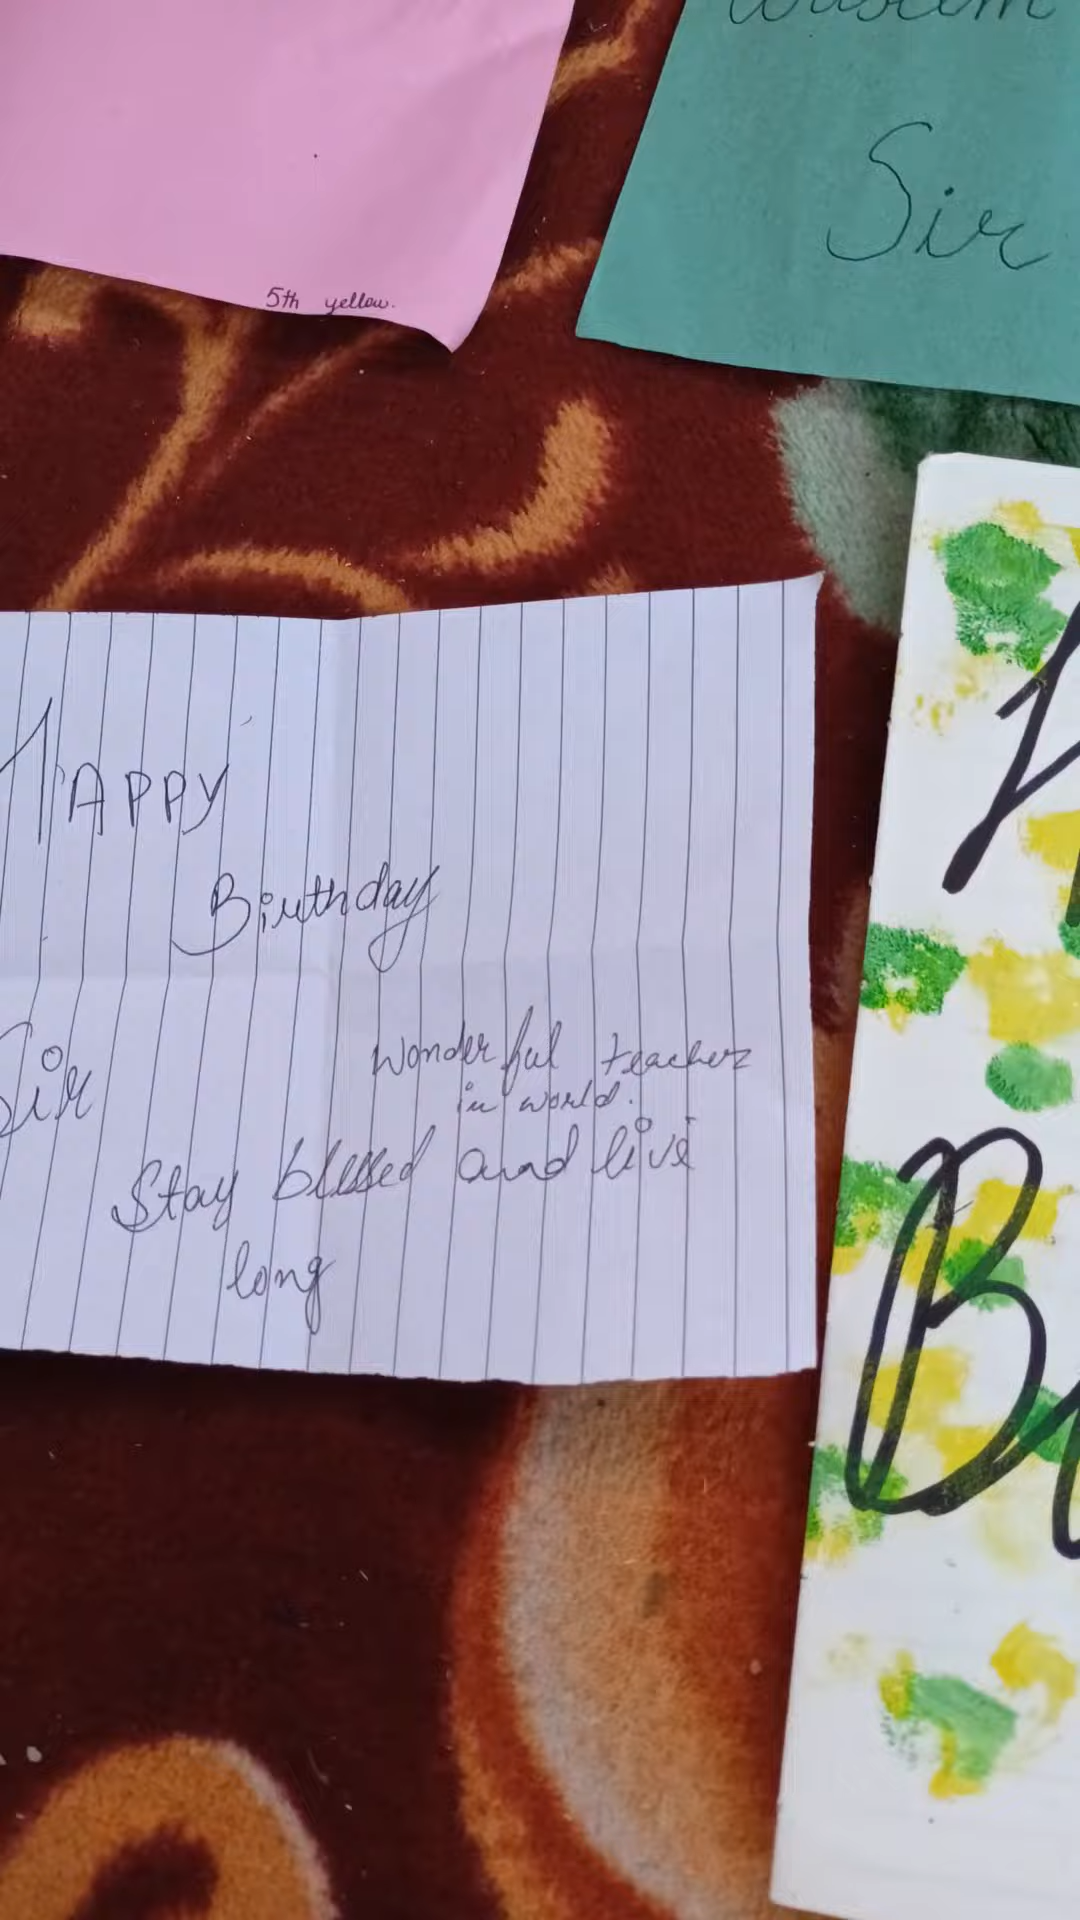 Sir
5th yellow.
HAPPY
Birthday
Sir
Wonderful teacher
in world.
Stay blessed and live
long